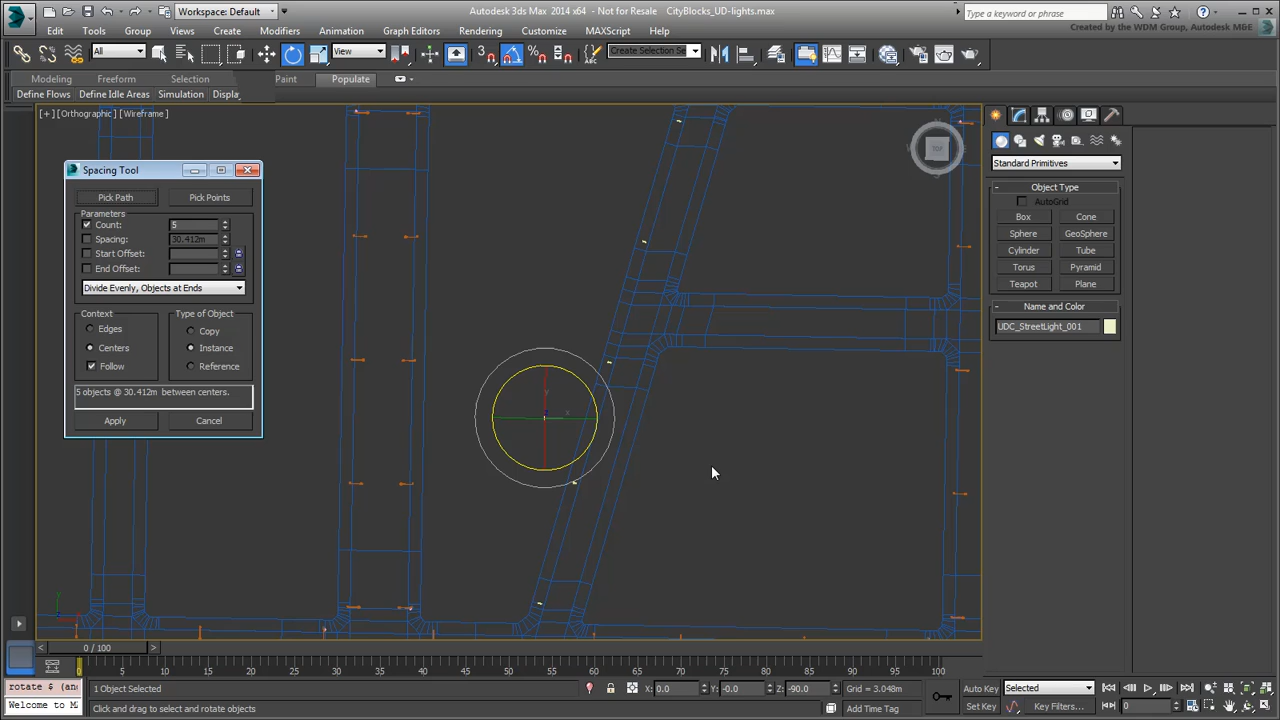 Workspace: Default
Autodesk 3ds Max 2014 x64 - Not for Resale CityBlocks_UD-lights.max
Type a keyword or phrase
Created by the WDM Group, Autodesk M&E
Edit Tools Group Views Create Modifiers Animation Graph Editors Rendering Customize MAXScript Help
All View Create Selection Se
Modeling Freeform Selection Paint Populate
Define Flows Define Idle Areas Simulation Display
[+] [Orthographic] [Wireframe]
TOP
Spacing Tool
Pick Path Pick Points
Parameters
Count: 5
Spacing: 30.412m
Start Offset:
End Offset:
Divide Evenly, Objects at Ends
Context Type of Object
Edges Copy
Centers Instance
Follow Reference
5 objects @ 30.412m between centers.
Apply Cancel
Standard Primitives
Object Type
AutoGrid
Box Cone
Sphere GeoSphere
Cylinder Tube
Torus Pyramid
Teapot Plane
Name and Color
UDC_StreetLight_001
y
x
y
0 / 100
5 10 15 20 25 30 35 40 45 50 55 60 65 70 75 80 85 90 95 100
rotate $ (an
Welcome to M
1 Object Selected
X: 0.0 Y: -0.0 Z: -90.0 Grid = 3.048m
Auto Key Selected
Click and drag to select and rotate objects
Add Time Tag
Set Key Key Filters... 0